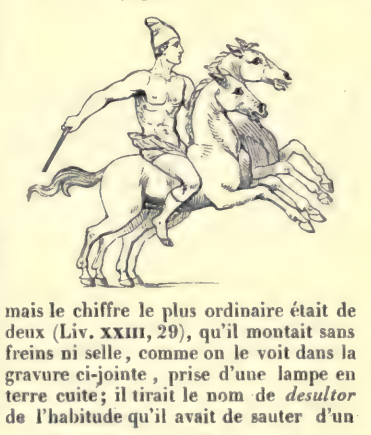 mais le chiffre le plus ordinaire était de
deux (Liv. XXIII, 29), qu'il montait sans
freins ni selle, comme on le voit dans la
gravure ci-jointe, prise d'une lampe en
terre cuite; il tirait le nom de desultor
de l'habitude qu'il avait de sauter d'un